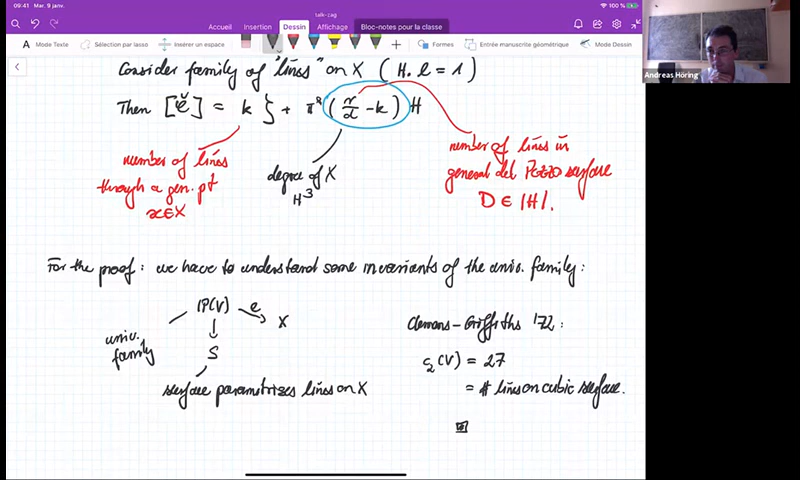 09:41 Mar. 9 janv.
talk-zag
100 %
Accueil Insertion Dessin Affichage Bloc-notes pour la classe
Mode Texte Sélection par lasso Insérer un espace Formes Entrée manuscrite géométrique Mode Dessin
Andreas Höring
Consider family of "lines" on X (H.ℓ = 1)
Then [Č] = k ξ + π*( r/d - k) H
number of lines
through a gen. pt
x∈X
degree of X
H^3
number of lines in
general del Pezzo surface
D ∈ |H|.
For the proof: we have to understand some invariants of the univ. family:
univ.
family
IP(V) e→ X
↓
S
surface parametrizes lines on X
Clemens-Griffiths '72:
c₂(V) = 27
= # lines on cubic surface.